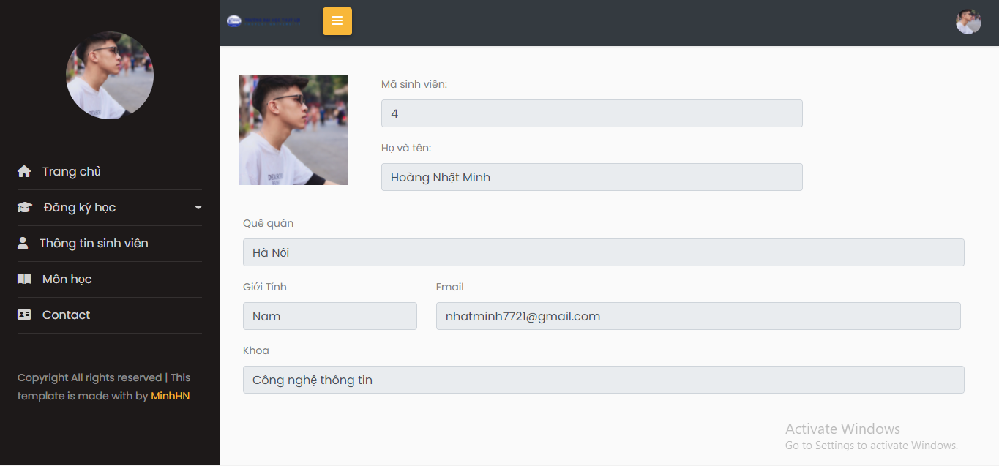 Trang chủ
Đăng ký học
Thông tin sinh viên
Môn học
Contact
Copyright All rights reserved | This
template is made with by MinhHN
Mã sinh viên:
4
Họ và tên:
Hoàng Nhật Minh
Quê quán
Hà Nội
Giới Tính
Nam
Email
nhatminh7721@gmail.com
Khoa
Công nghệ thông tin
Activate Windows
Go to Settings to activate Windows.